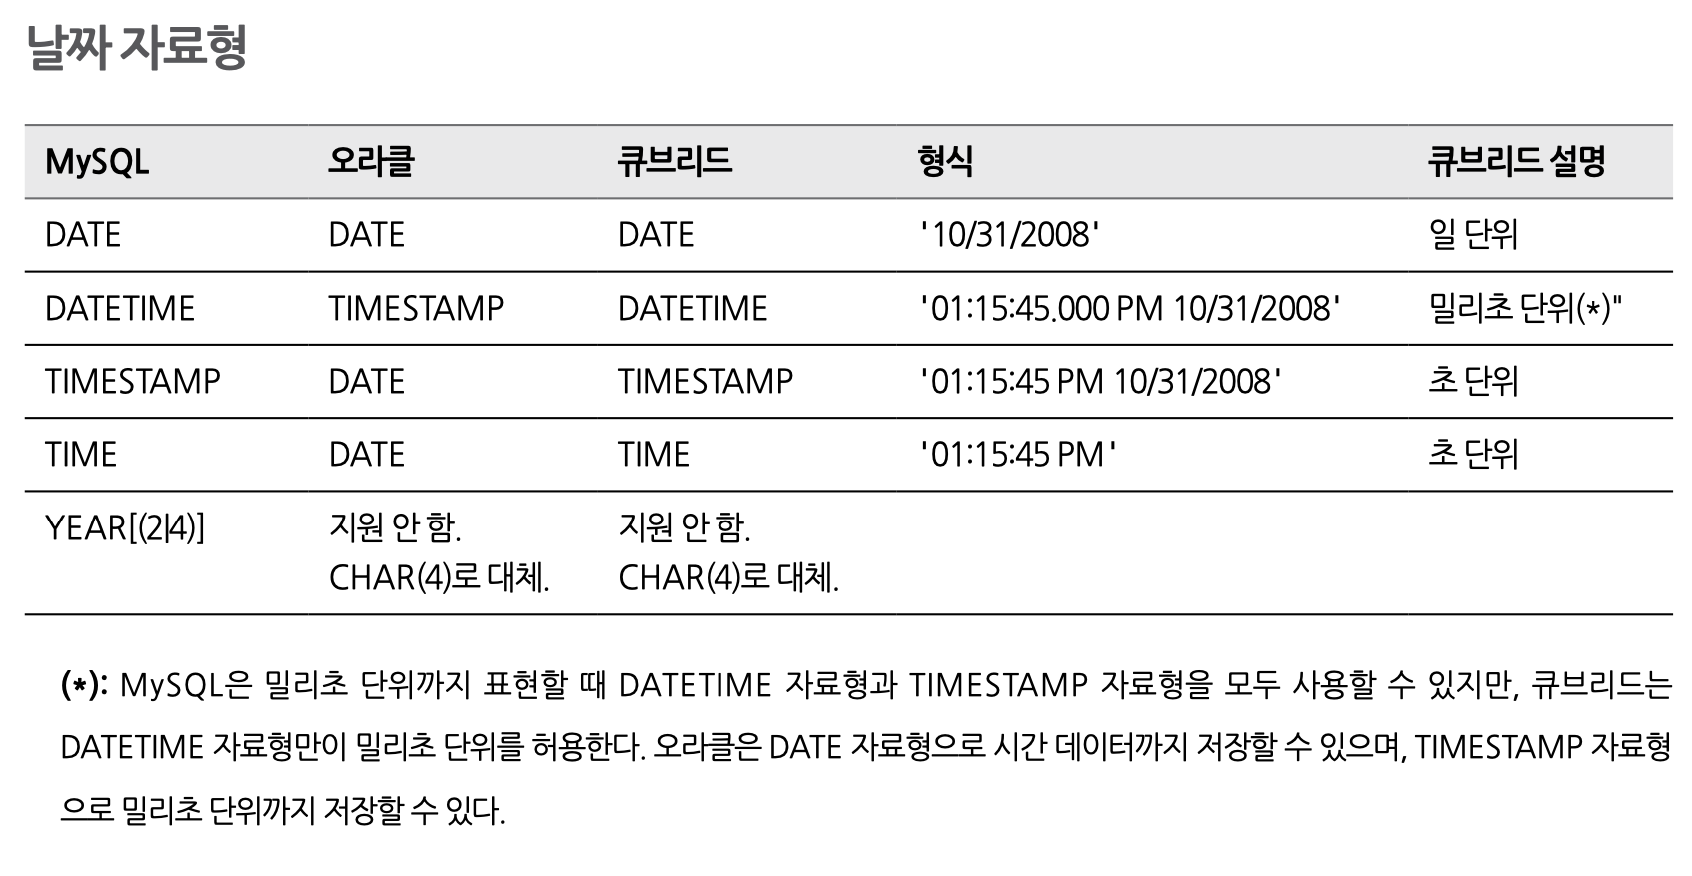 날짜 자료형
MySQL 오라클 큐브리드 형식 큐브리드 설명
DATE DATE DATE '10/31/2008' 일 단위
DATETIME TIMESTAMP DATETIME '01:15:45.000 PM 10/31/2008' 밀리초 단위(*)"
TIMESTAMP DATE TIMESTAMP '01:15:45 PM 10/31/2008' 초 단위
TIME DATE TIME '01:15:45 PM' 초 단위
YEAR[(2|4)] 지원 안 함. 지원 안 함.
CHAR(4)로 대체. CHAR(4)로 대체.
(*): MySQL은 밀리초 단위까지 표현할 때 DATETIME 자료형과 TIMESTAMP 자료형을 모두 사용할 수 있지만, 큐브리드는
DATETIME 자료형만이 밀리초 단위를 허용한다. 오라클은 DATE 자료형으로 시간 데이터까지 저장할 수 있으며, TIMESTAMP 자료형
으로 밀리초 단위까지 저장할 수 있다.